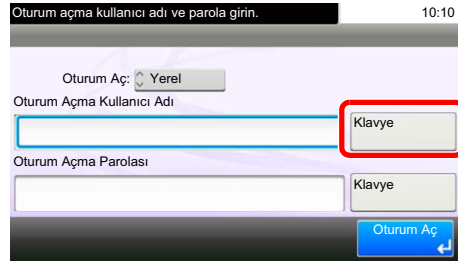 Oturum açma kullanıcı adı ve parola girin. 10:10
Oturum Aç: Yerel
Oturum Açma Kullanıcı Adı
Klavye
Oturum Açma Parolası
Klavye
Oturum Aç